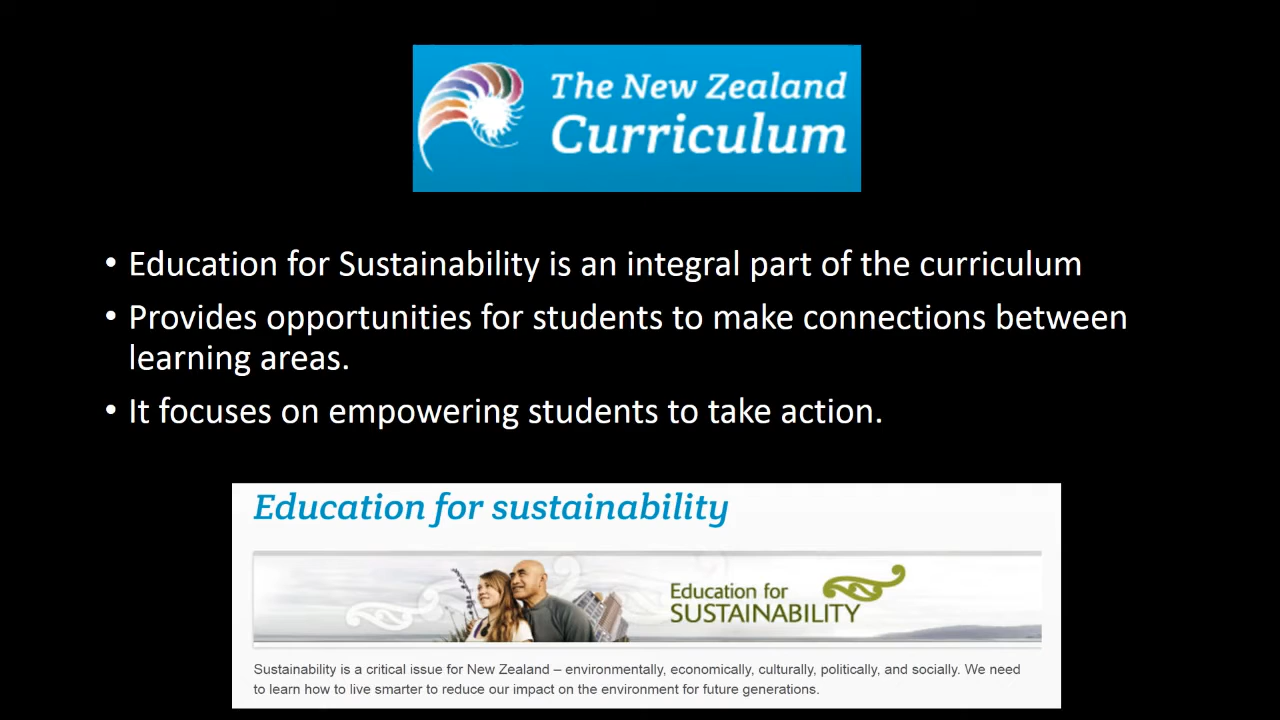 The New Zealand
Curriculum
• Education for Sustainability is an integral part of the curriculum
• Provides opportunities for students to make connections between
learning areas.
• It focuses on empowering students to take action.
Education for sustainability
Education for
SUSTAINABILITY
Sustainability is a critical issue for New Zealand – environmentally, economically, culturally, politically, and socially. We need
to learn how to live smarter to reduce our impact on the environment for future generations.